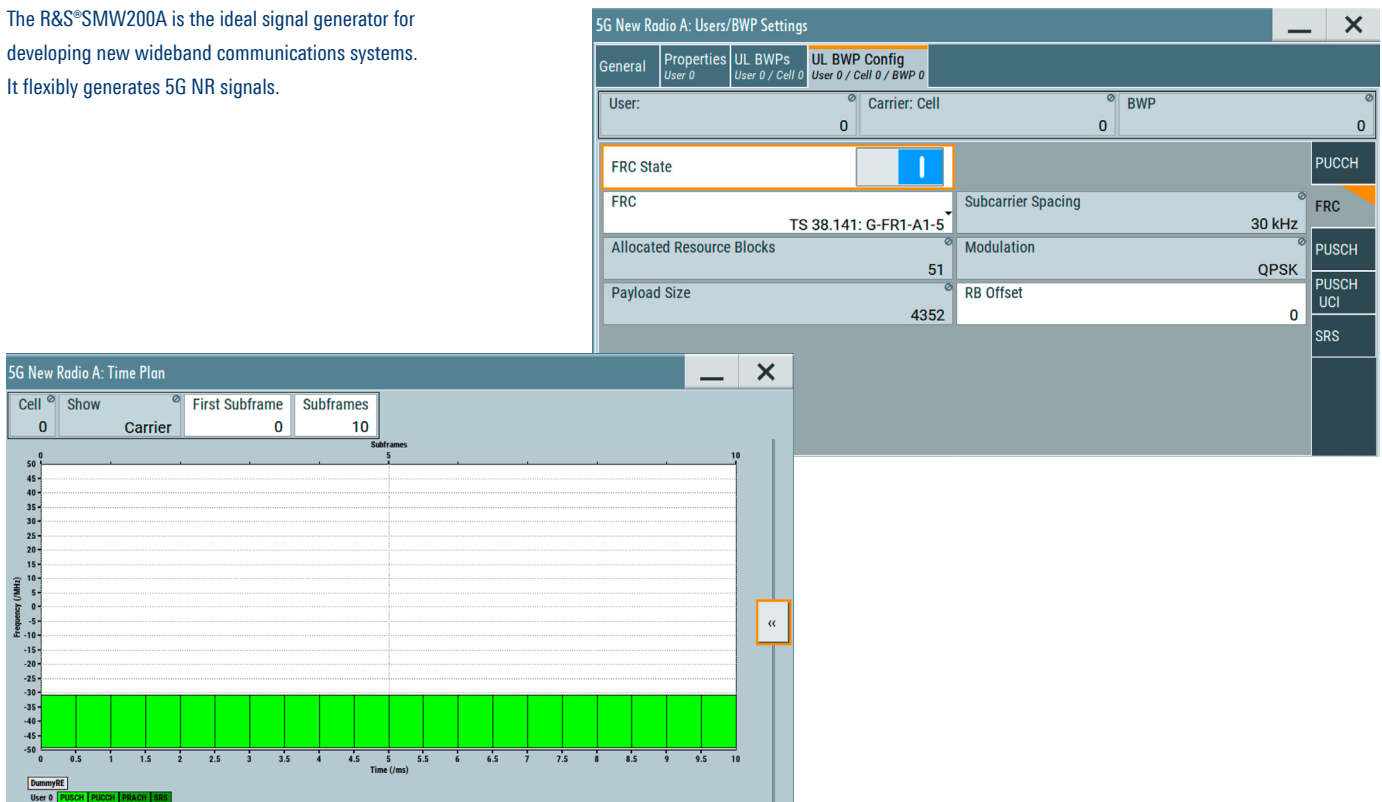 The R&S®SMW200A is the ideal signal generator for
developing new wideband communications systems.
It flexibly generates 5G NR signals.
5G New Radio A: Users/BWP Settings
General
Properties
User 0
UL BWPs
User 0 / Cell 0
UL BWP Config
User 0 / Cell 0 / BWP 0
User:
0
Carrier: Cell
0
BWP
0
FRC State
FRC
TS 38.141: G-FR1-A1-5
Subcarrier Spacing
30 kHz
Allocated Resource Blocks
51
Modulation
QPSK
Payload Size
4352
RB Offset
0
PUCCH
FRC
PUSCH
PUSCH
UCI
SRS
5G New Radio A: Time Plan
Cell
0
Show
Carrier
First Subframe
0
Subframes
10
Subframes
0 5 10
50
45
40
35
30
25
20
15
10
5
0
-5
-10
-15
-20
-25
-30
-35
-40
-45
-50
Frequency (/MHz)
0 0.5 1 1.5 2 2.5 3 3.5 4 4.5 5 5.5 6 6.5 7 7.5 8 8.5 9 9.5 10
Time (/ms)
DummyRE
User 0 PUSCH PUCCH PRACH SRS
«